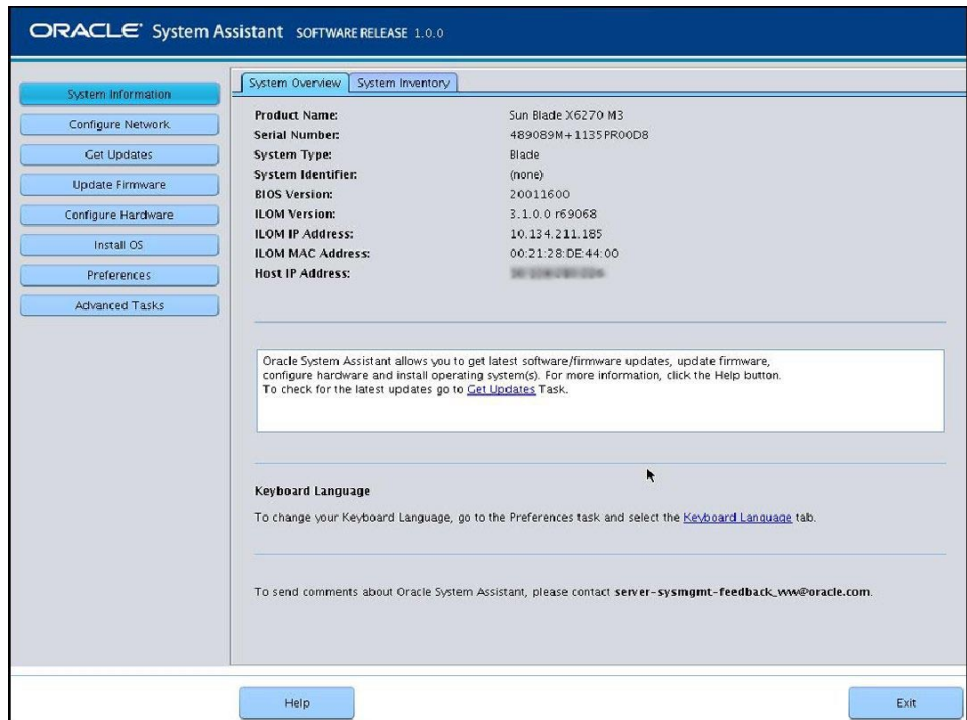 ORACLE System Assistant SOFTWARE RELEASE 1.0.0
System Information
Configure Network
Get Updates
Update Firmware
Configure Hardware
Install OS
Preferences
Advanced Tasks
System Overview System Inventory
Product Name: Sun Blade X6270 M3
Serial Number: 489089M+1135PR00D8
System Type: Blade
System Identifier: (none)
BIOS Version: 20011600
ILOM Version: 3.1.0.0 r69068
ILOM IP Address: 10.134.211.185
ILOM MAC Address: 00:21:28:DE:44:00
Host IP Address:
Oracle System Assistant allows you to get latest software/firmware updates, update firmware,
configure hardware and install operating system(s). For more information, click the Help button.
To check for the latest updates go to Get Updates Task.
Keyboard Language
To change your Keyboard Language, go to the Preferences task and select the Keyboard Language tab.
To send comments about Oracle System Assistant, please contact server-sysmgmt-feedback_ww@oracle.com.
Help Exit